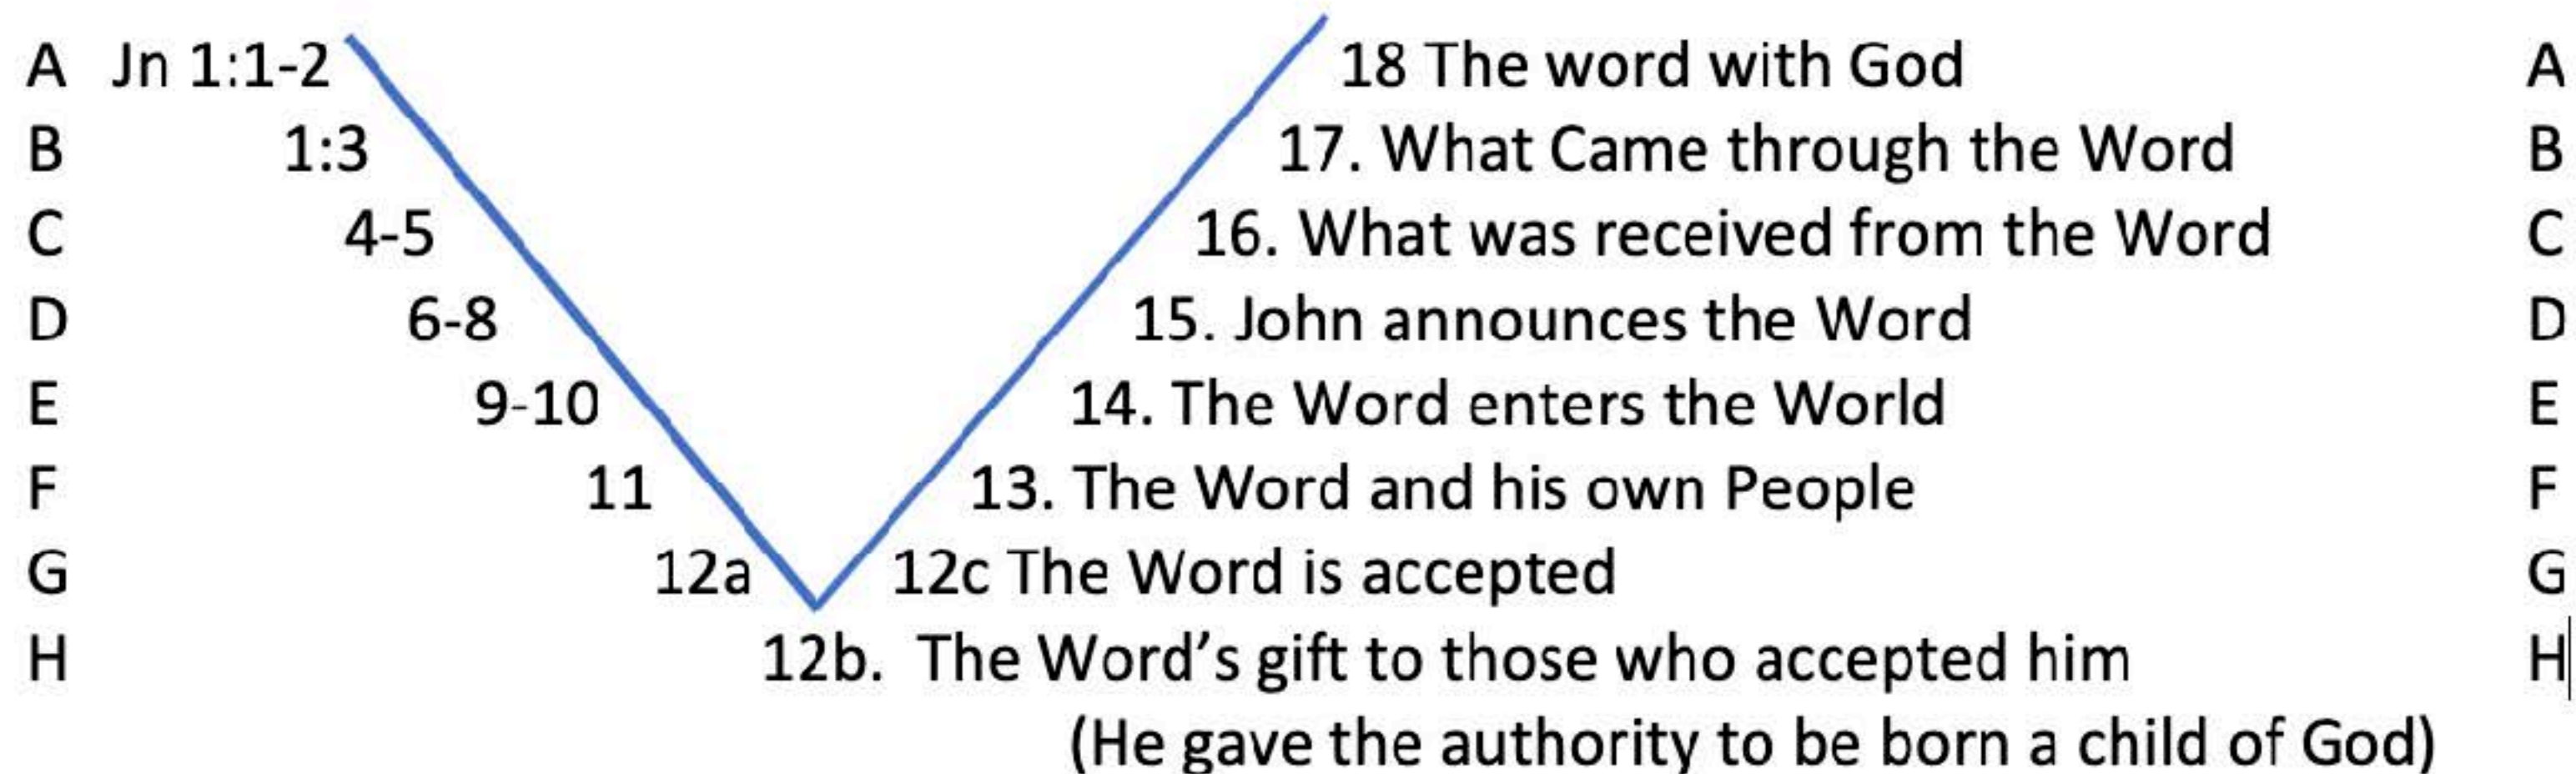 A Jn 1:1-2 18 The word with God A
B 1:3 17. What Came through the Word B
C 4-5 16. What was received from the Word C
D 6-8 15. John announces the Word D
E 9-10 14. The Word enters the World E
F 11 13. The Word and his own People F
G 12a 12c The Word is accepted G
H 12b. The Word’s gift to those who accepted him H
(He gave the authority to be born a child of God)